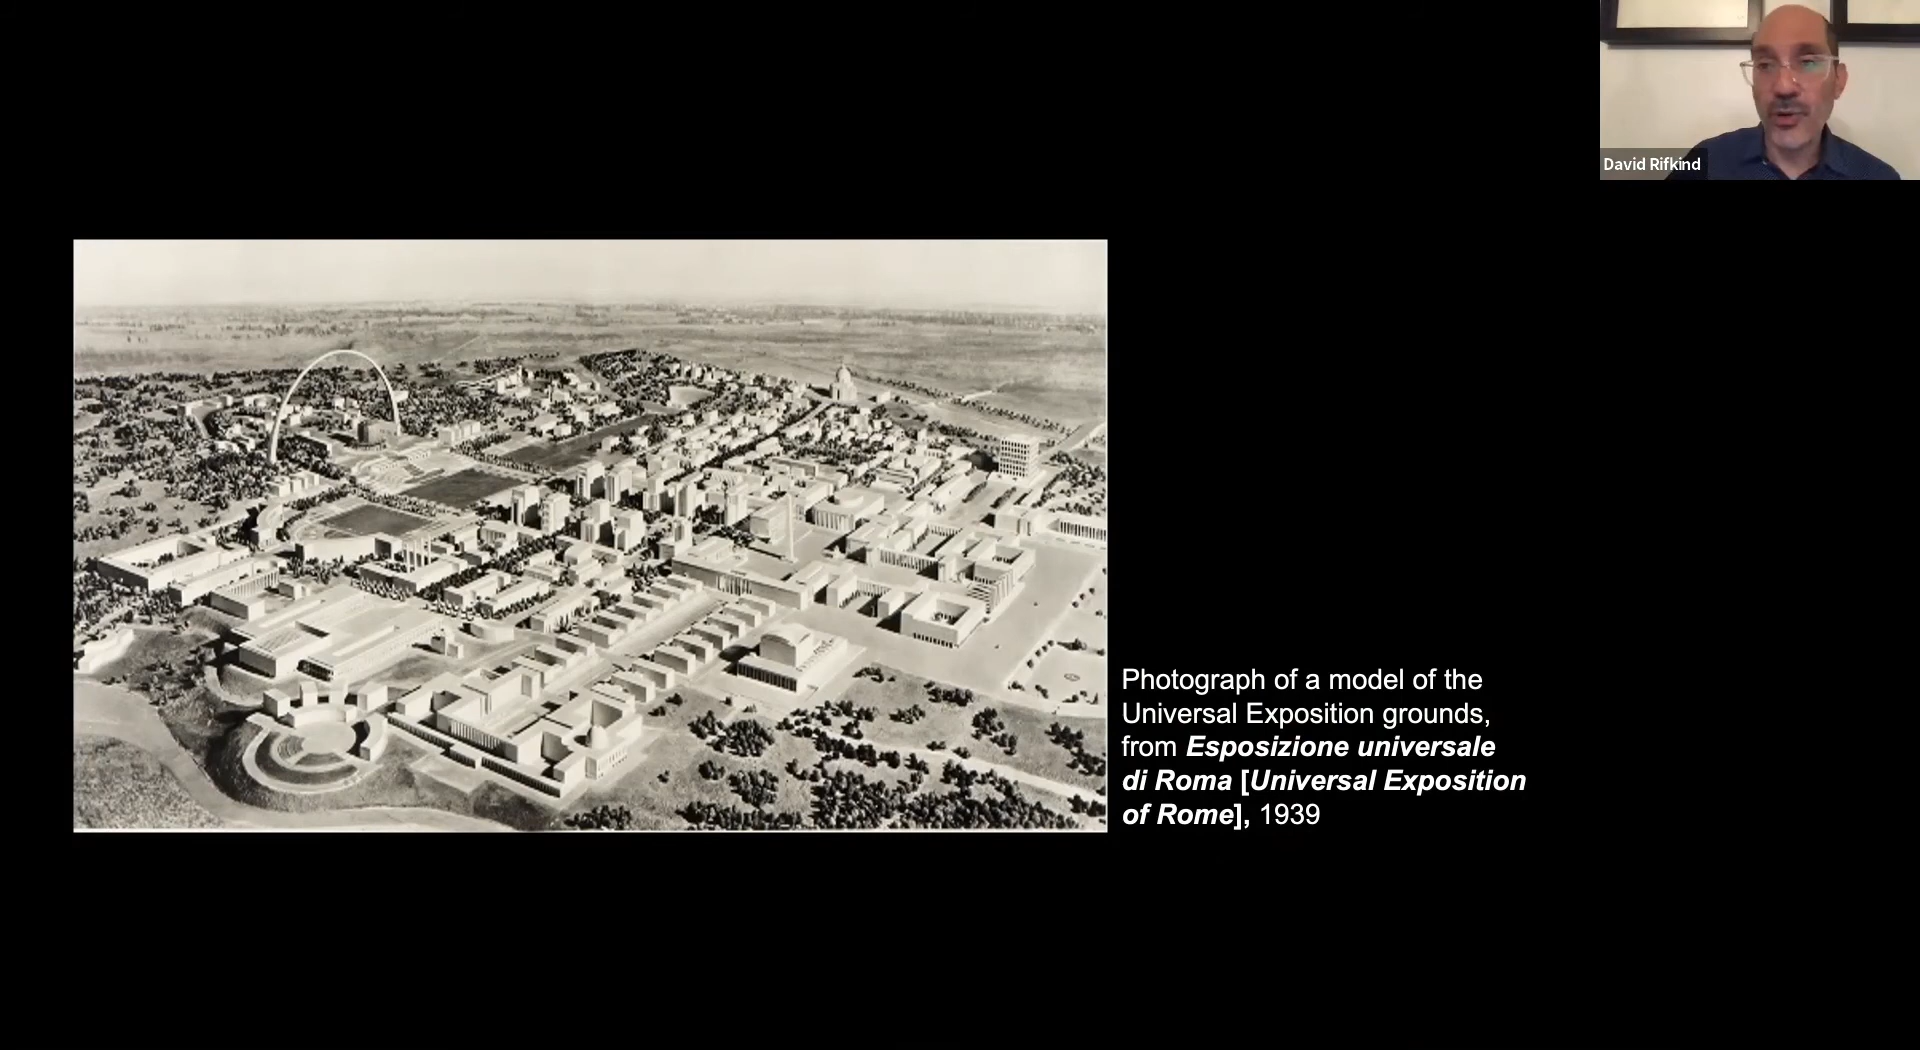 David Rifkind
Photograph of a model of the
Universal Exposition grounds,
from Esposizione universale
di Roma [Universal Exposition
of Rome], 1939